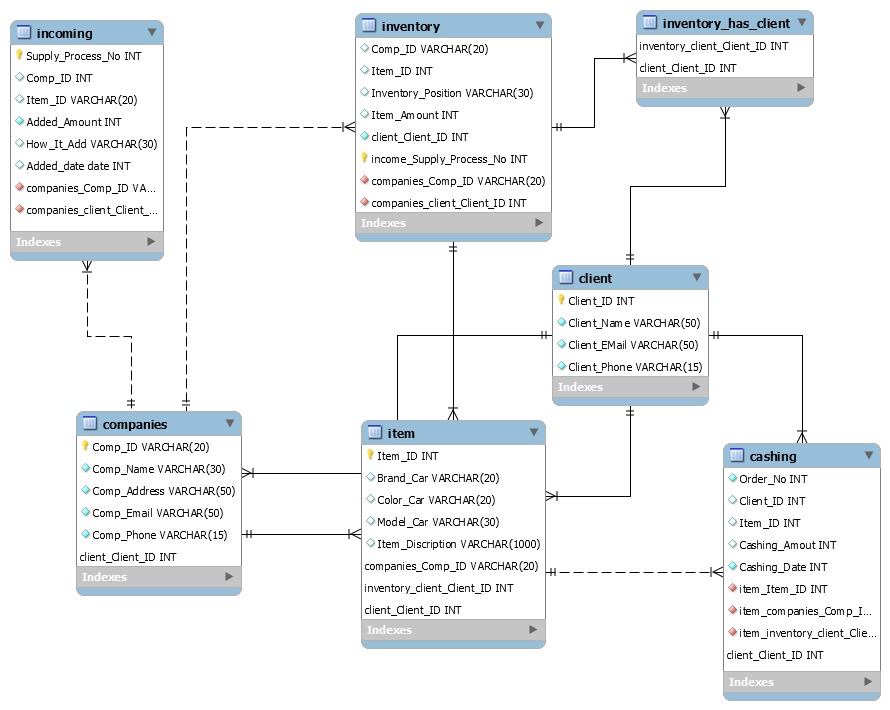 incoming
Supply_Process_No INT
Comp_ID INT
Item_ID VARCHAR(20)
Added_Amount INT
How_It_Add VARCHAR(30)
Added_date date INT
companies_Comp_ID VA...
companies_client_Client_...
Indexes
inventory
Comp_ID VARCHAR(20)
Item_ID INT
Inventory_Position VARCHAR(30)
Item_Amount INT
client_Client_ID INT
income_Supply_Process_No INT
companies_Comp_ID VARCHAR(20)
companies_client_Client_ID INT
Indexes
inventory_has_client
inventory_client_Client_ID INT
client_Client_ID INT
Indexes
client
Client_ID INT
Client_Name VARCHAR(50)
Client_EMail VARCHAR(50)
Client_Phone VARCHAR(15)
Indexes
companies
Comp_ID VARCHAR(20)
Comp_Name VARCHAR(30)
Comp_Address VARCHAR(50)
Comp_Email VARCHAR(50)
Comp_Phone VARCHAR(15)
client_Client_ID INT
Indexes
item
Item_ID INT
Brand_Car VARCHAR(20)
Color_Car VARCHAR(20)
Model_Car VARCHAR(30)
Item_Discription VARCHAR(1000)
companies_Comp_ID VARCHAR(20)
inventory_client_Client_ID INT
client_Client_ID INT
Indexes
cashing
Order_No INT
Client_ID INT
Item_ID INT
Cashing_Amout INT
Cashing_Date INT
item_Item_ID INT
item_companies_Comp_I...
item_inventory_client_Clie...
client_Client_ID INT
Indexes